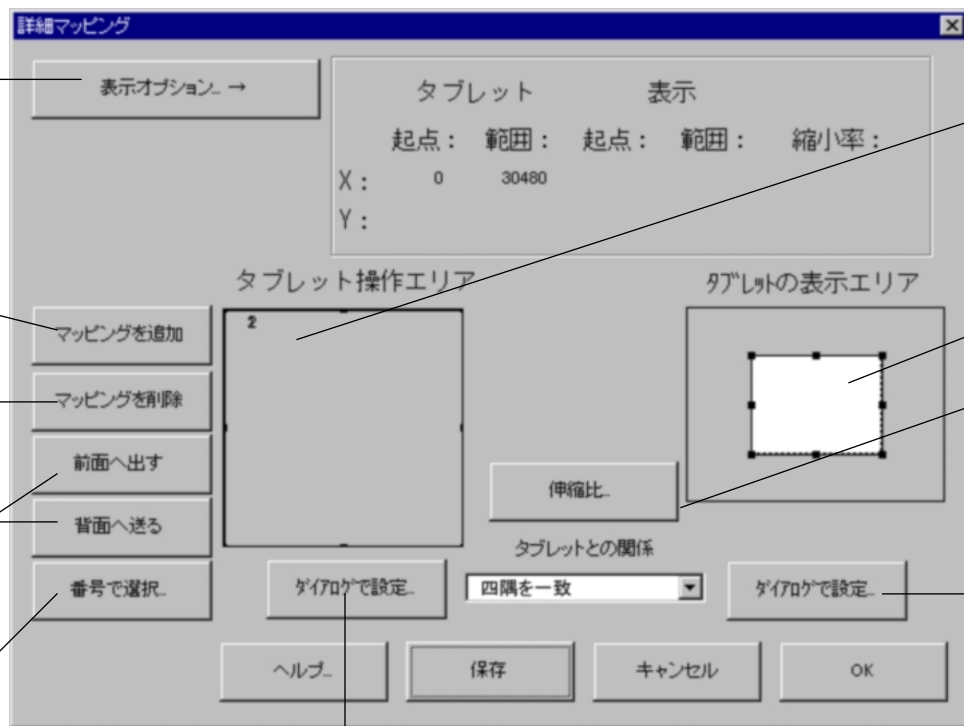 詳細マッピング
表示オプション... →
タブレット 表示
起点： 範囲： 起点： 範囲： 縮小率：
X： 0 30480
Y：
タブレット操作エリア
ﾀﾌﾞﾚｯﾄの表示エリア
マッピングを追加
2
マッピングを削除
前面へ出す
背面へ送る
番号で選択...
伸縮比...
タブレットとの関係
ﾀﾞｲｱﾛｸﾞで設定...
四隅を一致
ﾀﾞｲｱﾛｸﾞで設定...
ヘルプ...
保存
キャンセル
OK